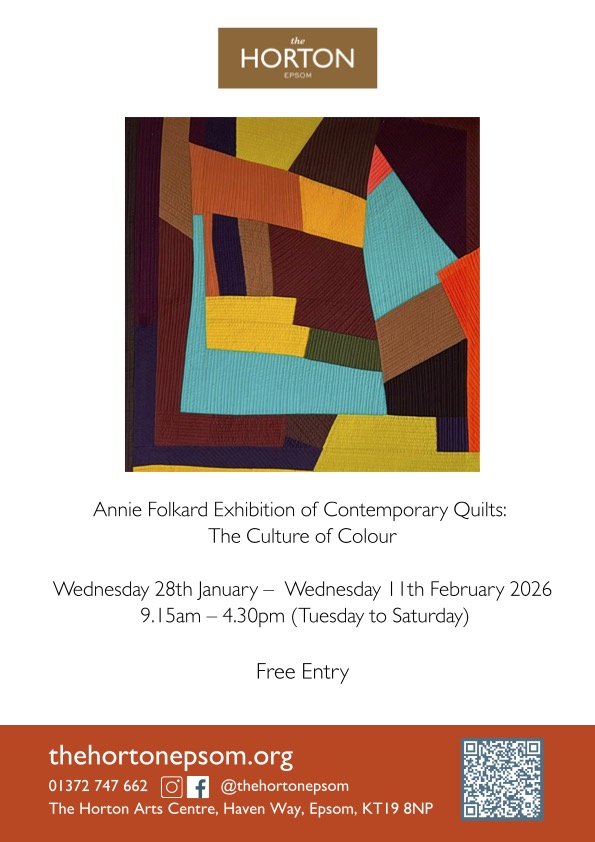 the
HORTON
EPSOM
Annie Folkard Exhibition of Contemporary Quilts:
The Culture of Colour
Wednesday 28th January – Wednesday 11th February 2026
9.15am – 4.30pm (Tuesday to Saturday)
Free Entry
thehortonepsom.org
01372 747 662 @thehortonepsom
The Horton Arts Centre, Haven Way, Epsom, KT19 8NP